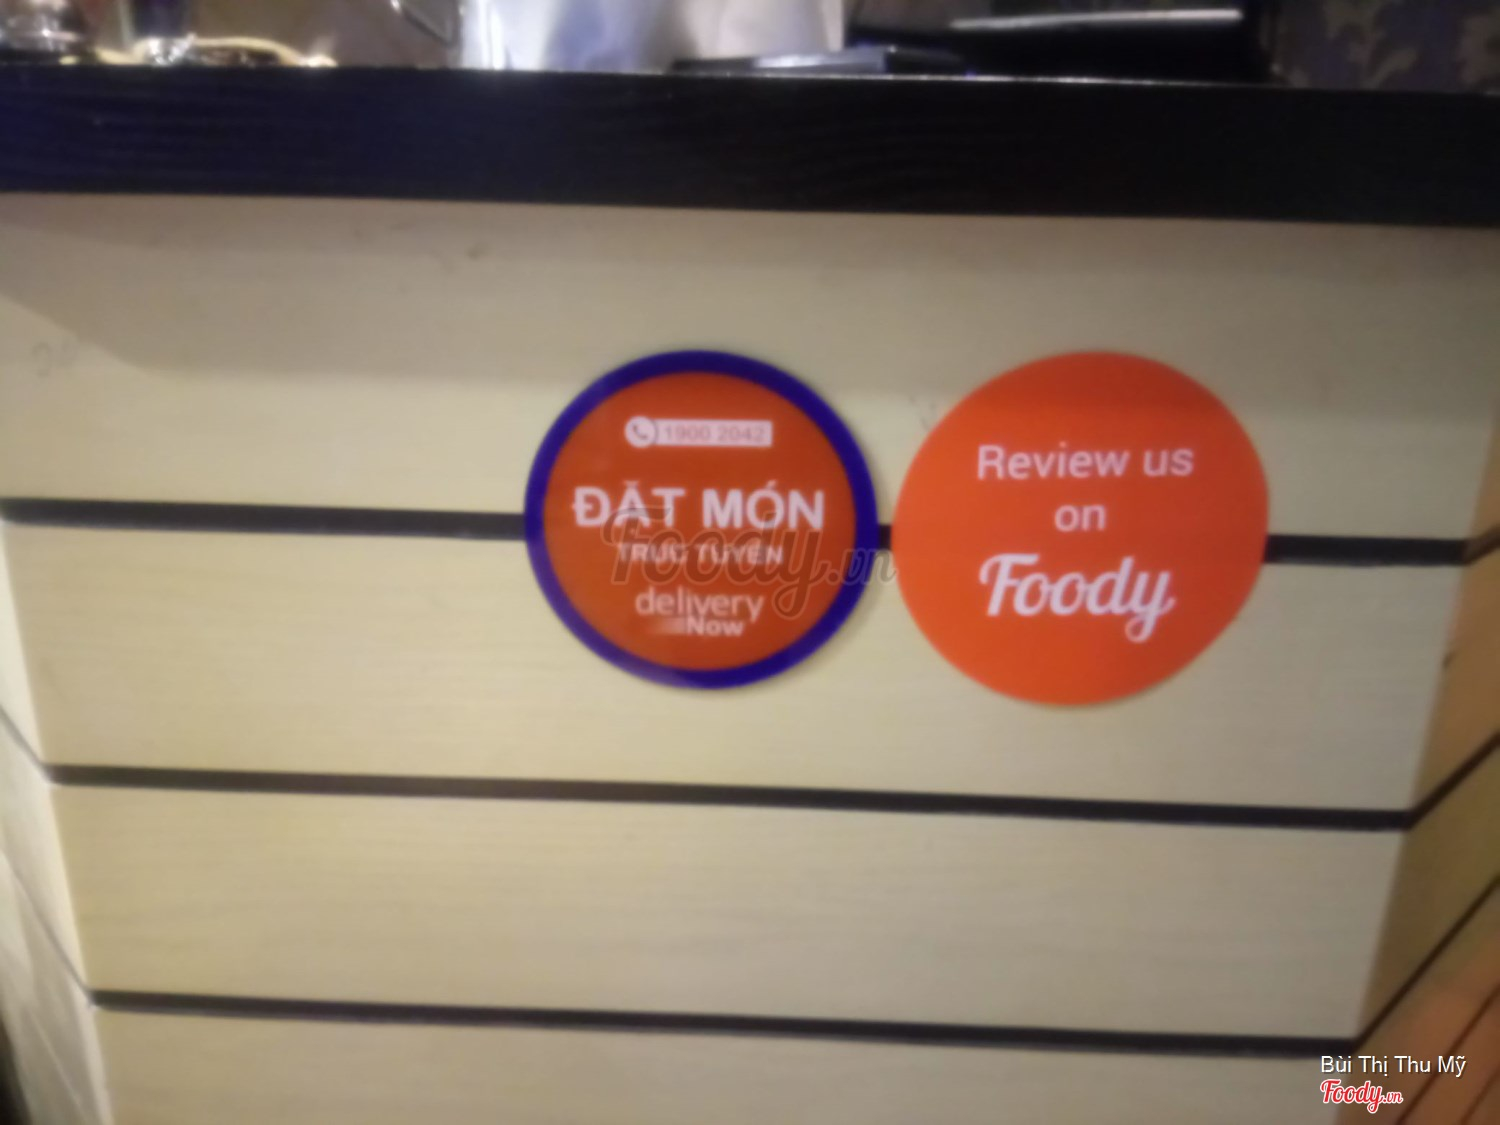 1900 2042
ĐẶT MÓN
TRỰC TUYẾN
delivery
Now
Review us
on
Foody
Foody.vn
Bùi Thị Thu Mỹ
Foody.vn